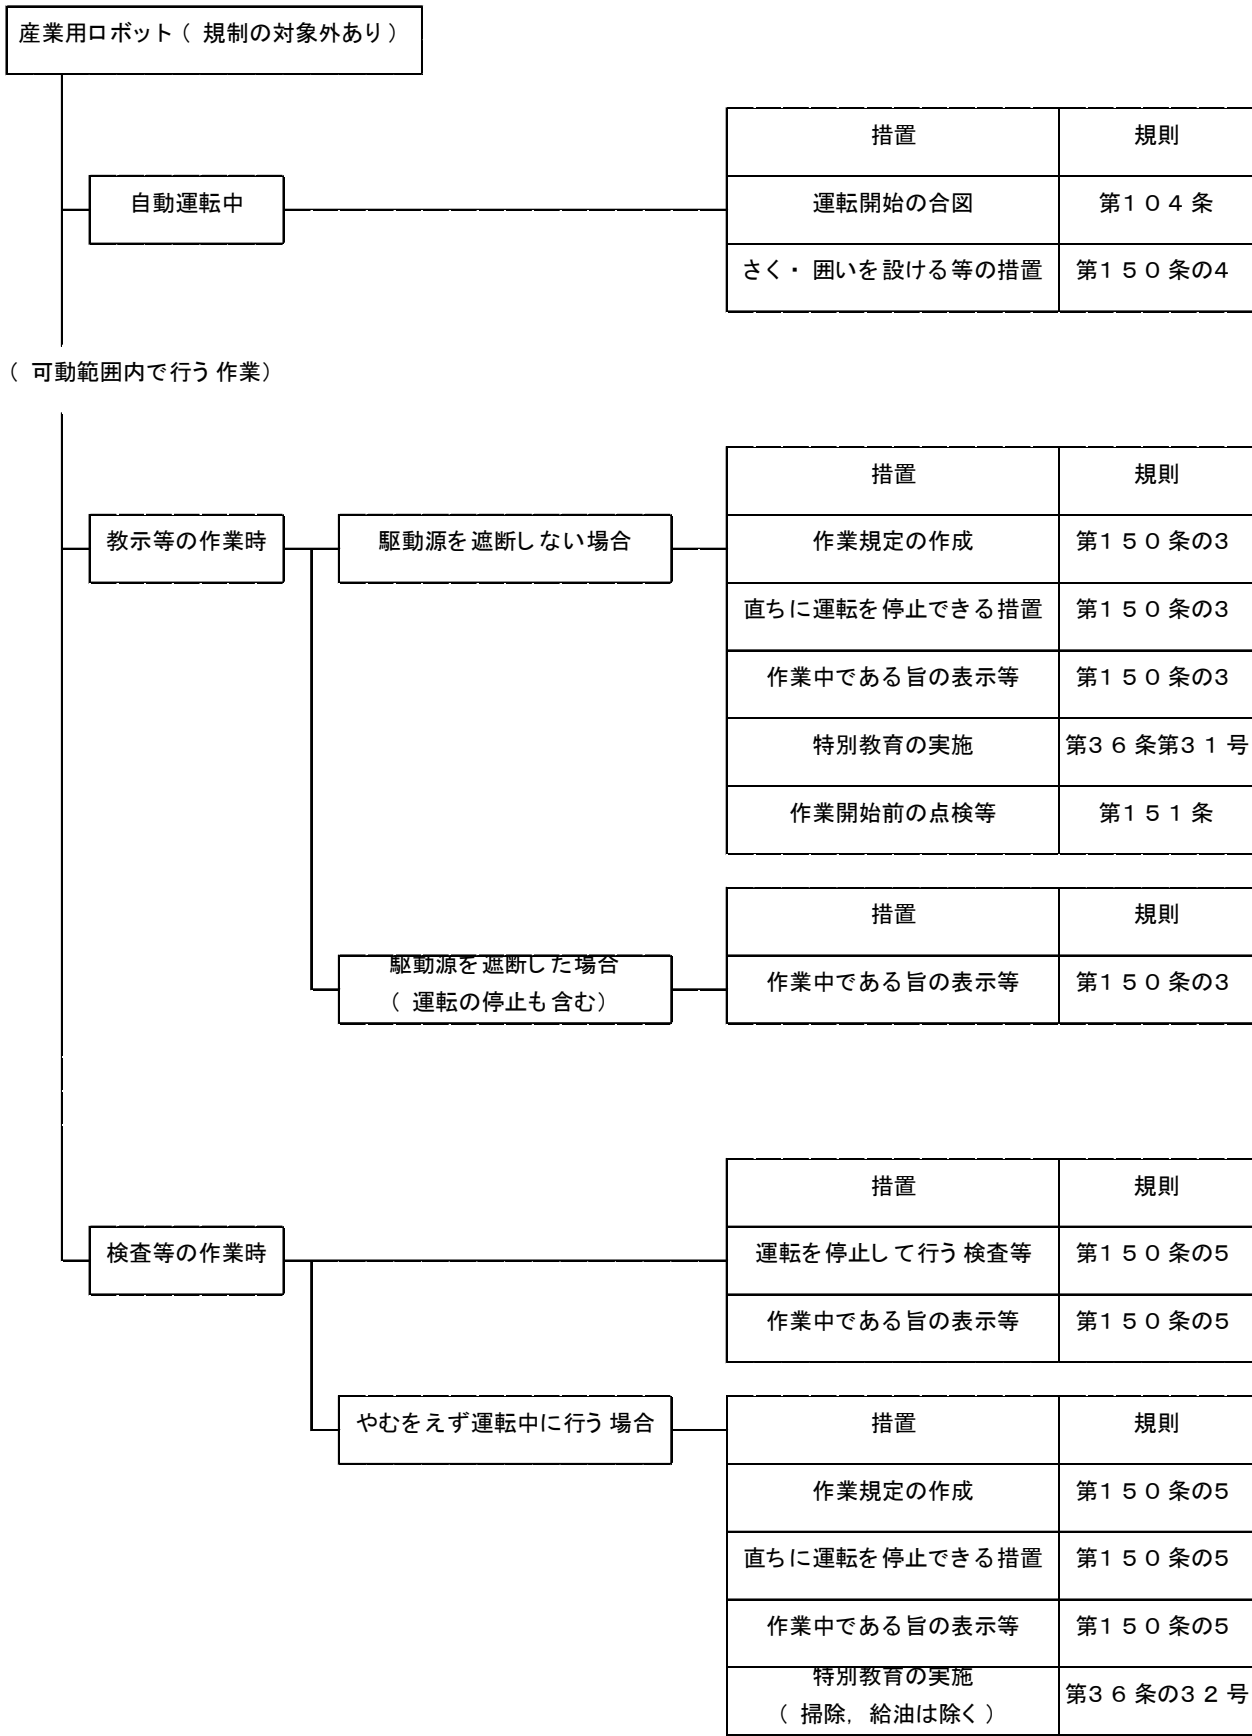 産業用ロボット（規制の対象外あり）
措置 規則
自動運転中 運転開始の合図 第１０４条
さく・囲いを設ける等の措置 第１５０条の4
（可動範囲内で行う作業）
措置 規則
教示等の作業時 駆動源を遮断しない場合 作業規定の作成 第１５０条の3
直ちに運転を停止できる措置 第１５０条の3
作業中である旨の表示等 第１５０条の3
特別教育の実施 第３６条第３１号
作業開始前の点検等 第１５１条
措置 規則
駆動源を遮断した場合
（運転の停止も含む）
作業中である旨の表示等 第１５０条の3
措置 規則
検査等の作業時 運転を停止して行う検査等 第１５０条の5
作業中である旨の表示等 第１５０条の5
やむをえず運転中に行う場合 措置 規則
作業規定の作成 第１５０条の5
直ちに運転を停止できる措置 第１５０条の5
作業中である旨の表示等 第１５０条の5
特別教育の実施
（掃除，給油は除く）
第３６条の３２号